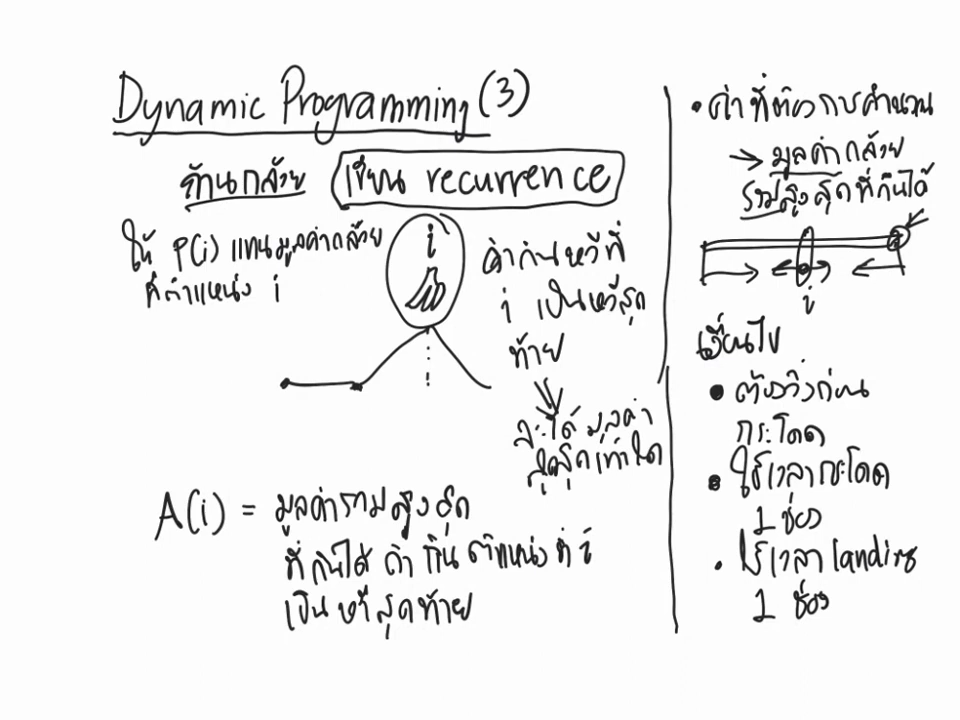 Dynamic Programming (3)
ร้านกล้วย เขียน recurrence
ให้ P(i) แทนมูลค่ากล้วย
ที่ตำแหน่ง i
i
ถ้ากินหวีที่
i เป็นหวีสุด
ท้าย
จะได้ มูลค่า
สูงสุดเท่าใด
A(i) = มูลค่ารวมสูงสุด
ที่กินได้ ถ้า กินตำแหน่งที่ i
เป็นหวีสุดท้าย
• ค่าที่ต้องการคำนวน
→ มูลค่ากล้วย
รวมสูงสุดที่กินได้
i
เงื่อนไข
• ต้องวิ่งก่อน
กระโดด
• ใช้เวลากระโดด
1 ช่อง
• ใช้เวลา landing
1 ช่อง